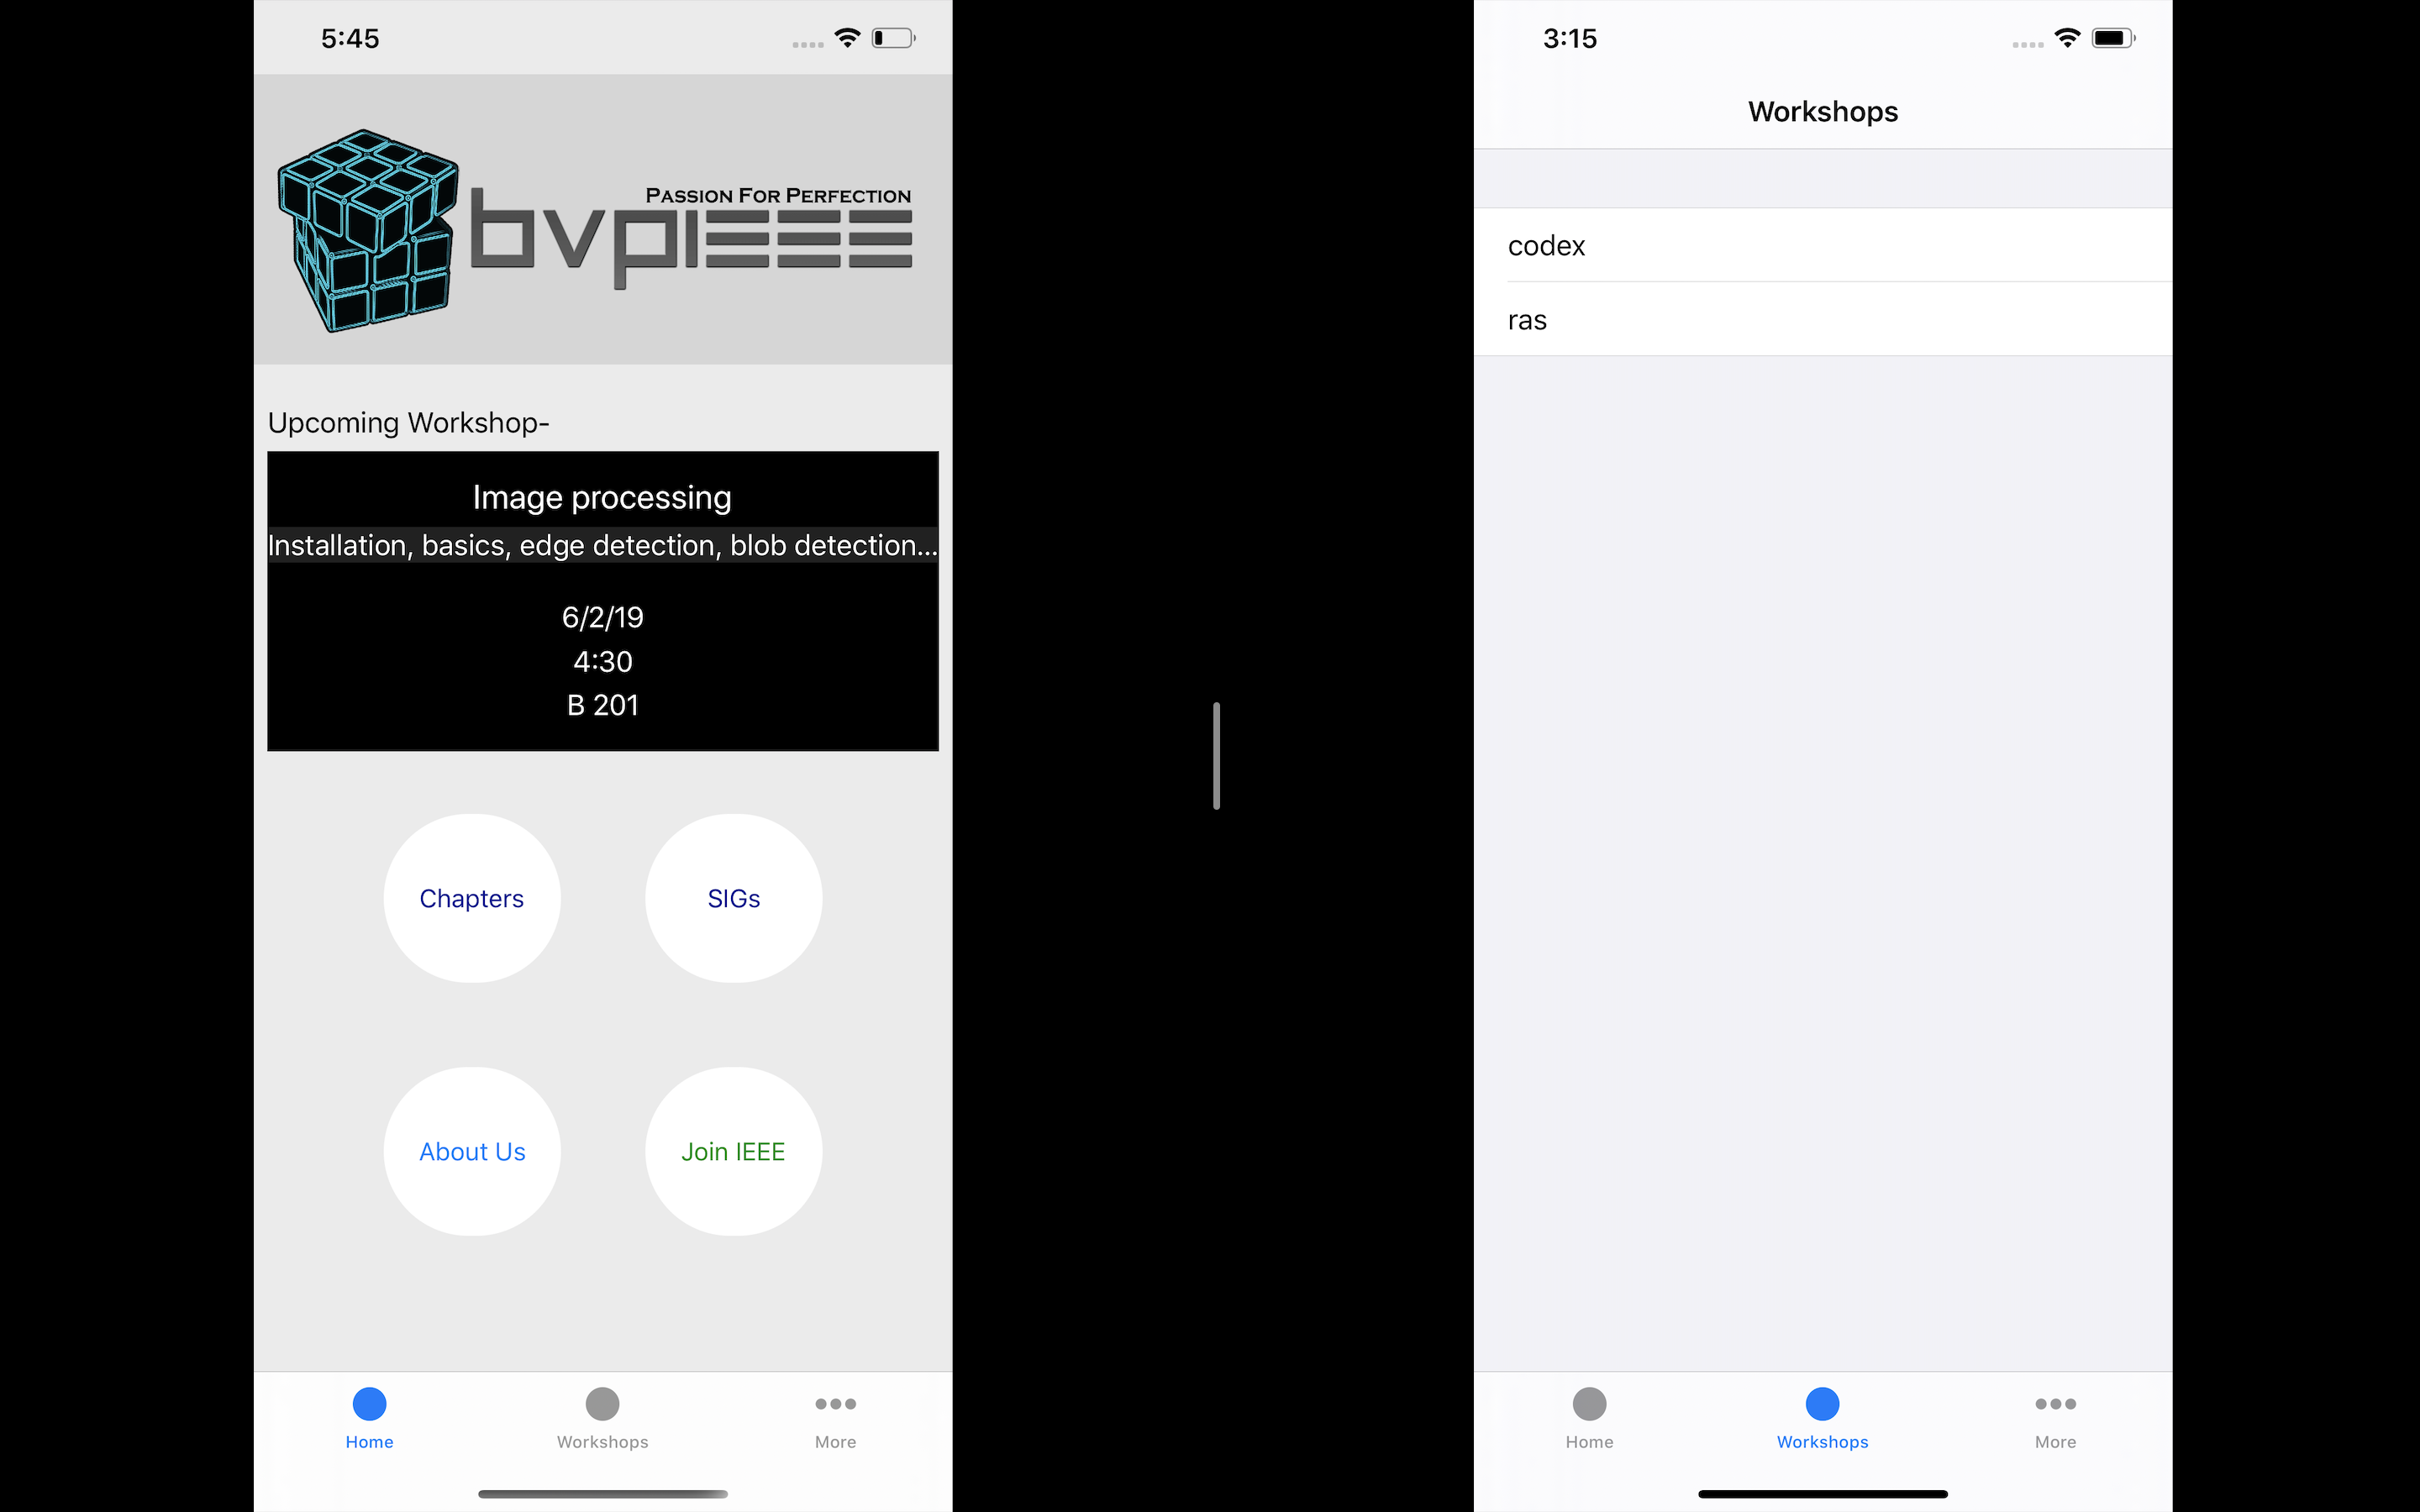 5:45
PASSION FOR PERFECTION
bvpIEEE
Upcoming Workshop-
Image processing
Installation, basics, edge detection, blob detection...
6/2/19
4:30
B 201
Chapters
SIGs
About Us
Join IEEE
Home
Workshops
More
3:15
Workshops
codex
ras
Home
Workshops
More